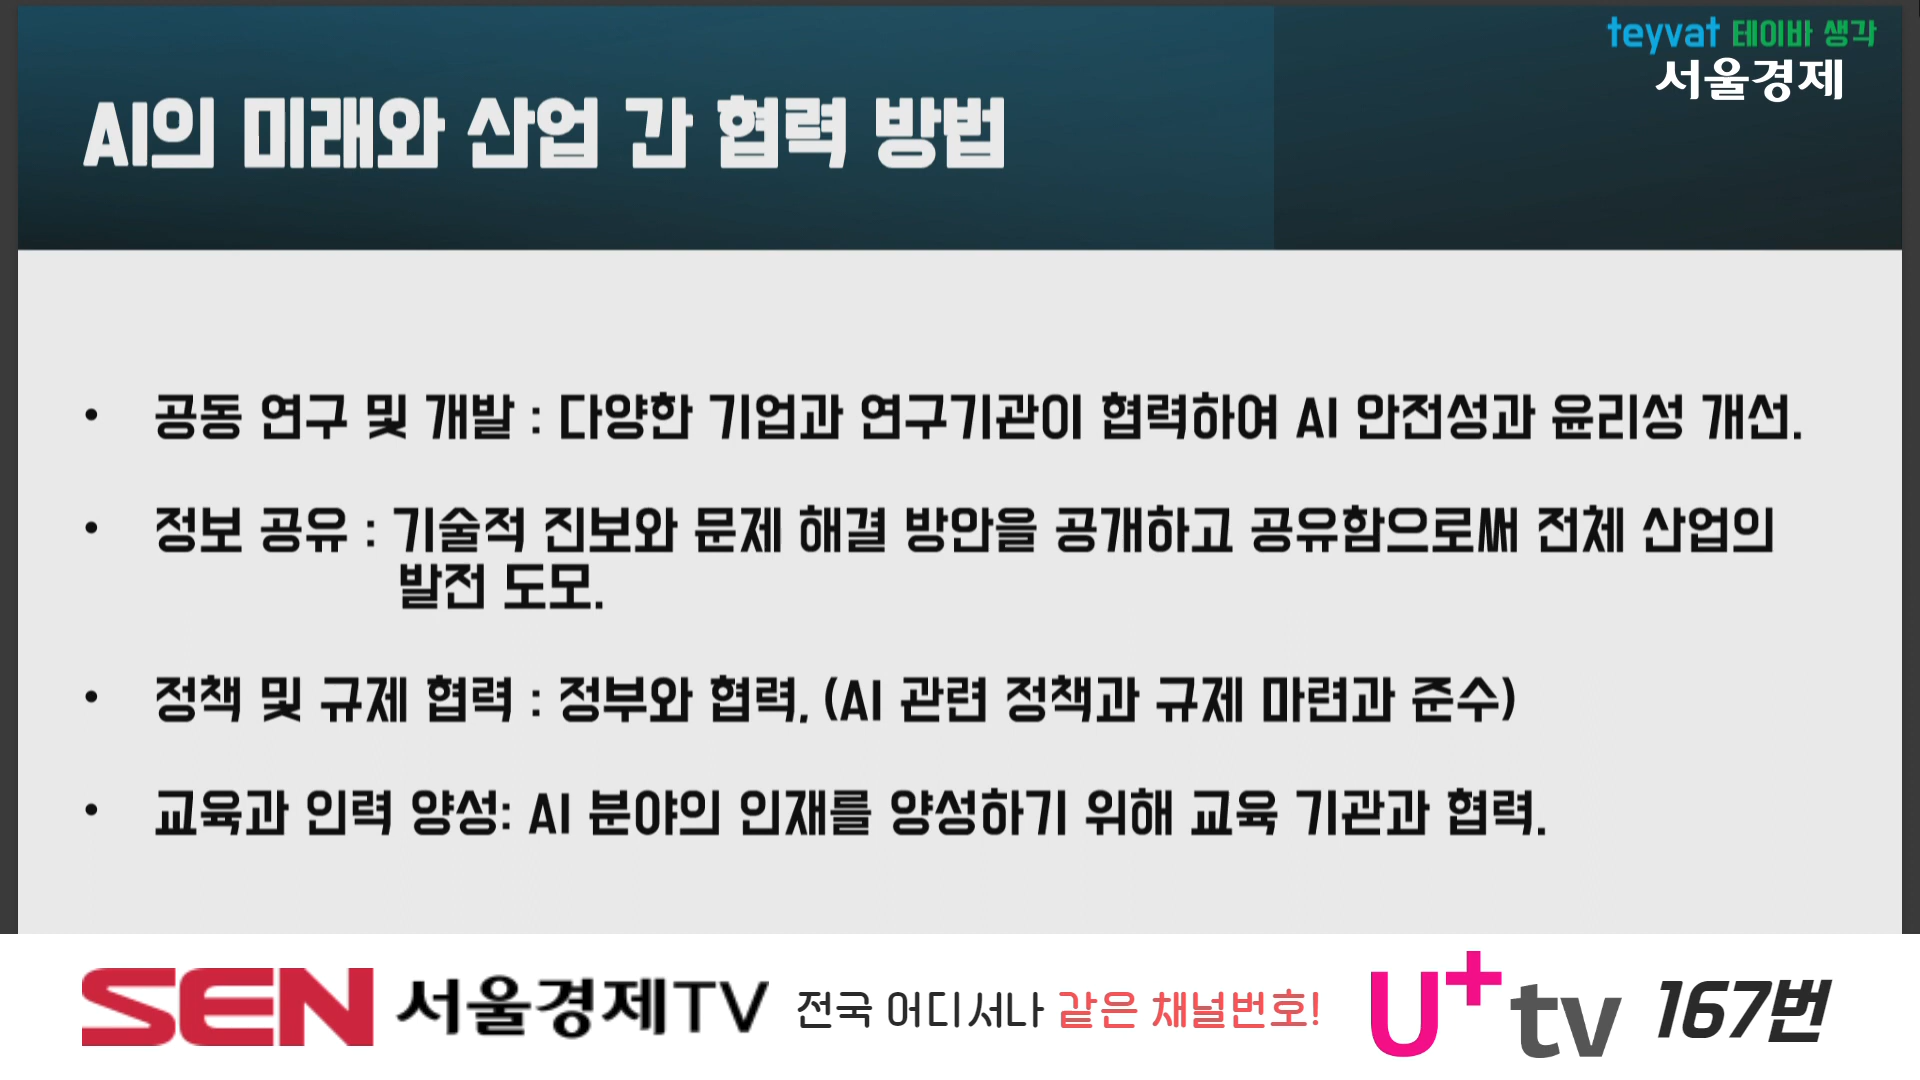 teyvat 테이바 생각
서울경제
AI의 미래와 산업 간 협력 방법
• 공동 연구 및 개발 : 다양한 기업과 연구기관이 협력하여 AI 안전성과 윤리성 개선.
• 정보 공유 : 기술적 진보와 문제 해결 방안을 공개하고 공유함으로써 전체 산업의
발전 도모.
• 정책 및 규제 협력 : 정부와 협력, (AI 관련 정책과 규제 마련과 준수)
• 교육과 인력 양성: AI 분야의 인재를 양성하기 위해 교육 기관과 협력.
SEN 서울경제TV 전국 어디서나 같은 채널번호! U+tv 167번